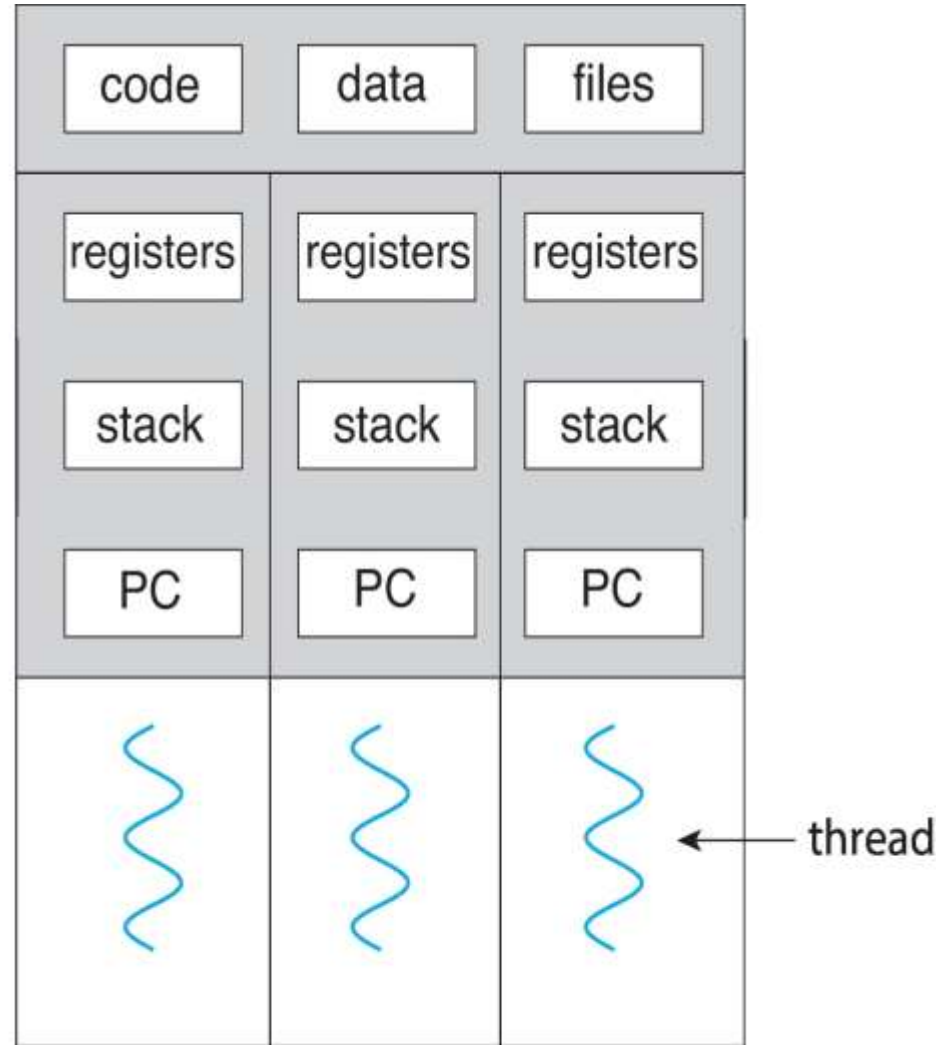 code data files
registers registers registers
stack stack stack
PC PC PC
thread